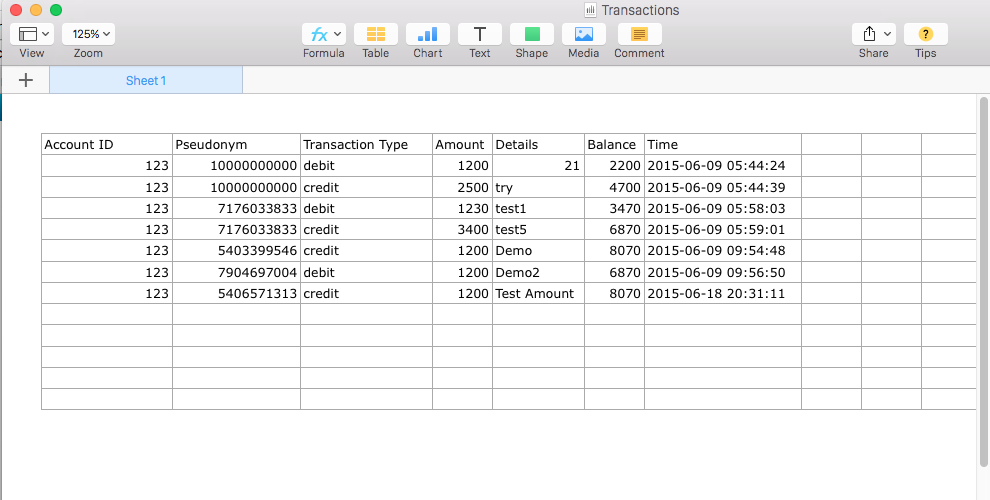 Transactions
125%
View Zoom Formula Table Chart Text Shape Media Comment Share Tips
+ Sheet 1
Account ID Pseudonym Transaction Type Amount Details Balance Time
123 10000000000 debit 1200 21 2200 2015-06-09 05:44:24
123 10000000000 credit 2500 try 4700 2015-06-09 05:44:39
123 7176033833 debit 1230 test1 3470 2015-06-09 05:58:03
123 7176033833 credit 3400 test5 6870 2015-06-09 05:59:01
123 5403399546 credit 1200 Demo 8070 2015-06-09 09:54:48
123 7904697004 debit 1200 Demo2 6870 2015-06-09 09:56:50
123 5406571313 credit 1200 Test Amount 8070 2015-06-18 20:31:11